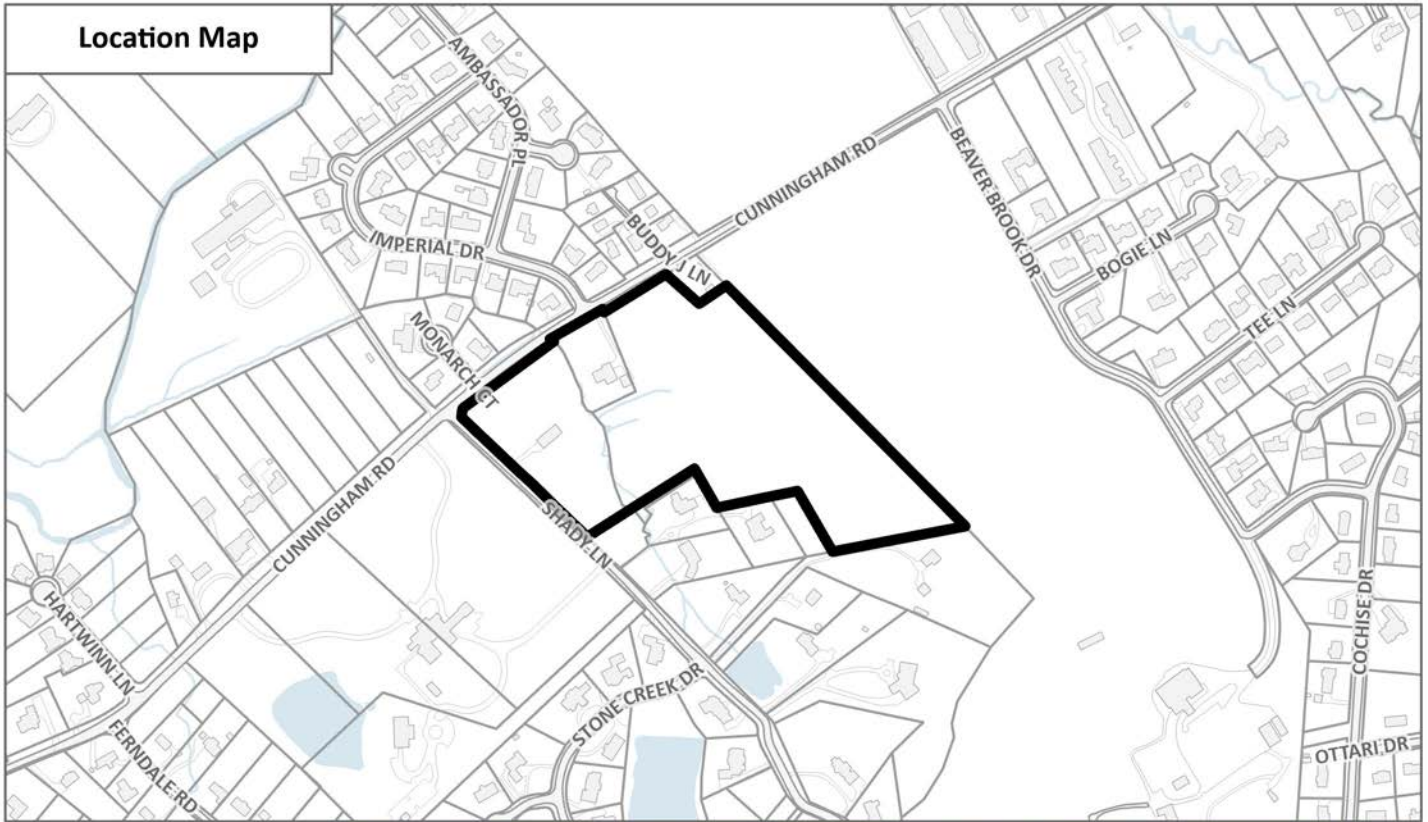 Location Map
AMBASSADOR PL
CUNNINGHAM RD
BEAVER BROOK DR
BUDDY J LN
IMPERIAL DR
BOGIE LN
MONARCH CT
TEE LN
CUNNINGHAM RD
SHADY LN
HARTWINN LN
COCHISE DR
STONE CREEK DR
FERNDALE RD
OTTARI DR